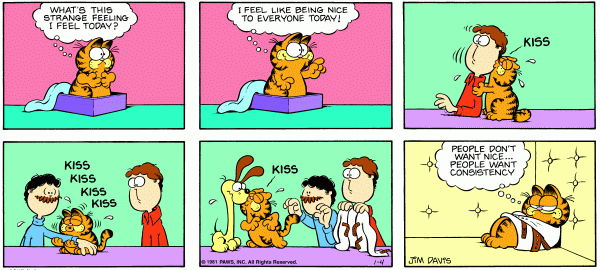 WHAT'S THIS
STRANGE FEELING
I FEEL TODAY?
I FEEL LIKE BEING NICE
TO EVERYONE TODAY!
KISS
KISS
KISS
KISS
KISS
KISS
© 1981 PAWS, INC. All Rights Reserved.
1-4
PEOPLE DON'T
WANT NICE...
PEOPLE WANT
CONSISTENCY
JIM DAVIS